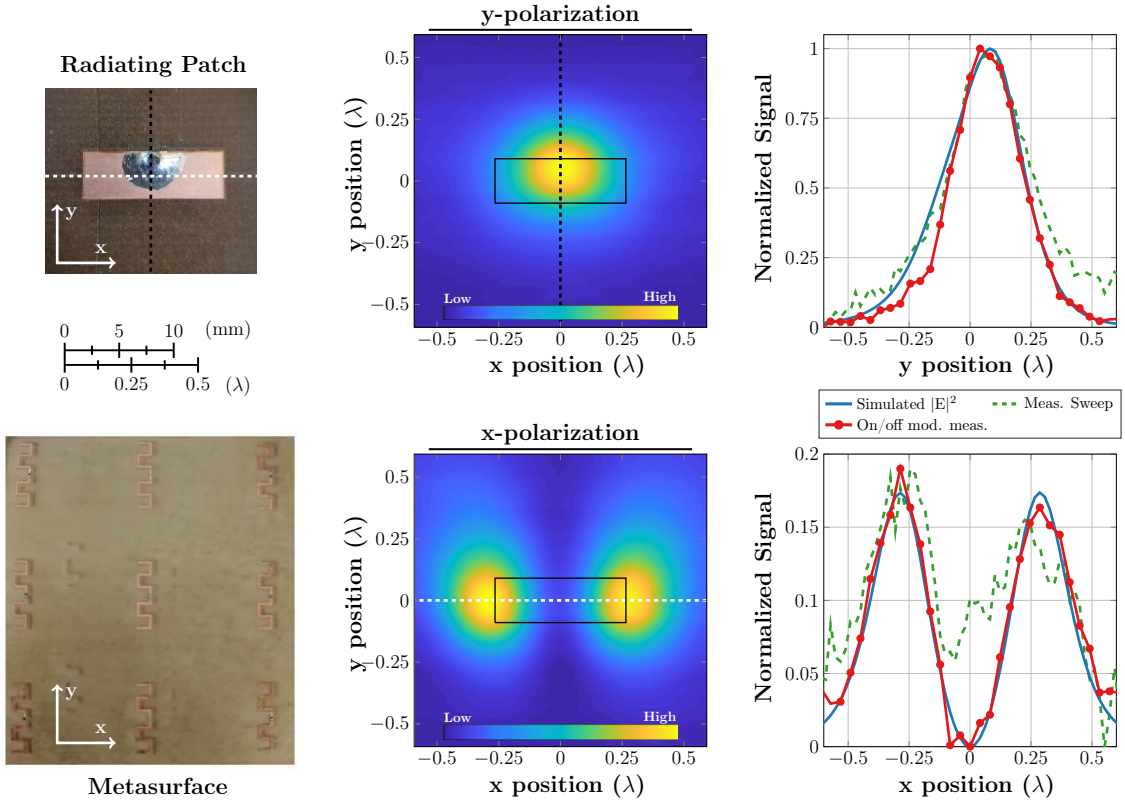 Radiating Patch
y
x
0 5 10 (mm)
0 0.25 0.5 (λ)
y
x
Metasurface
y-polarization
y position (λ)
0.5
0.25
0
−0.25
−0.5
Low High
−0.5 −0.25 0 0.25 0.5
x position (λ)
x-polarization
y position (λ)
0.5
0.25
0
−0.25
−0.5
Low High
−0.5 −0.25 0 0.25 0.5
x position (λ)
Normalized Signal
1
0.75
0.5
0.25
0
−0.5 −0.25 0 0.25 0.5
y position (λ)
Simulated |E|² Meas. Sweep
On/off mod. meas.
Normalized Signal
0.2
0.15
0.1
0.05
0
−0.5 −0.25 0 0.25 0.5
x position (λ)